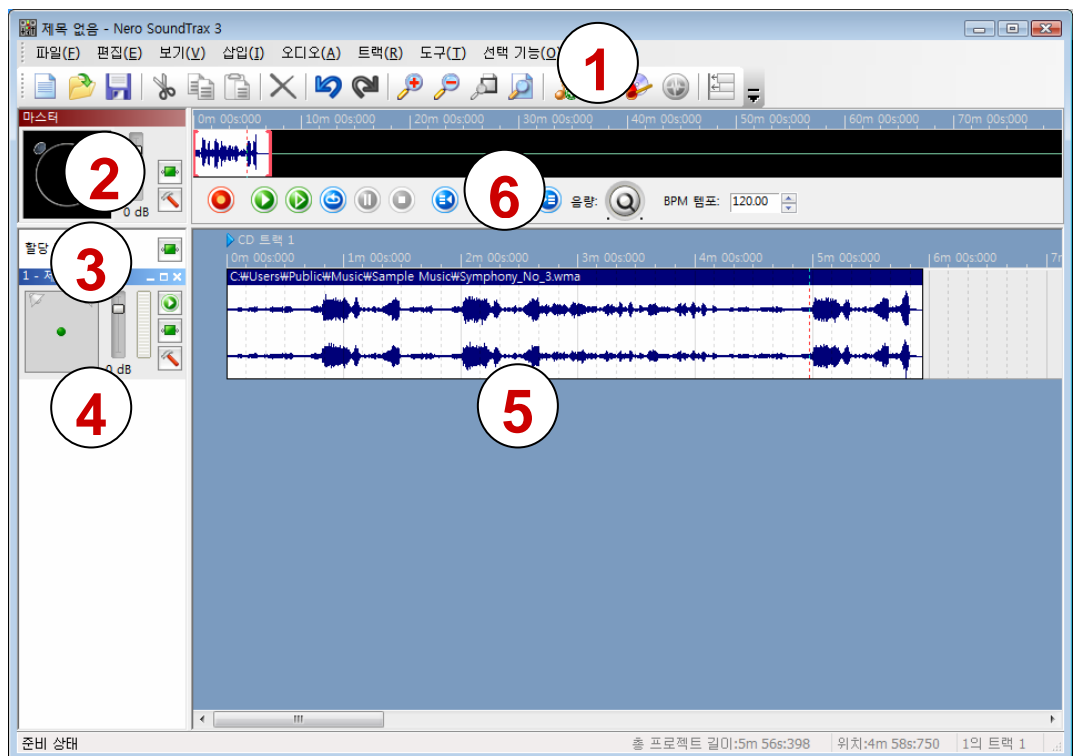 제목 없음 - Nero SoundTrax 3
파일(F) 편집(E) 보기(V) 삽입(I) 오디오(A) 트랙(R) 도구(T) 선택 기능(O)
1
마스터
0m 00s:000 10m 00s:000 20m 00s:000 30m 00s:000 40m 00s:000 50m 00s:000 60m 00s:000 70m 00s:000
2
0 dB
6
음량:
BPM 템포: 120.00
할당
3
CD 트랙 1
0m 00s:000 1m 00s:000 2m 00s:000 3m 00s:000 4m 00s:000 5m 00s:000 6m 00s:000
C:₩Users₩Public₩Music₩Sample Music₩Symphony_No_3.wma
0 dB
4
5
준비 상태
총 프로젝트 길이:5m 56s:398 위치:4m 58s:750 1의 트랙 1